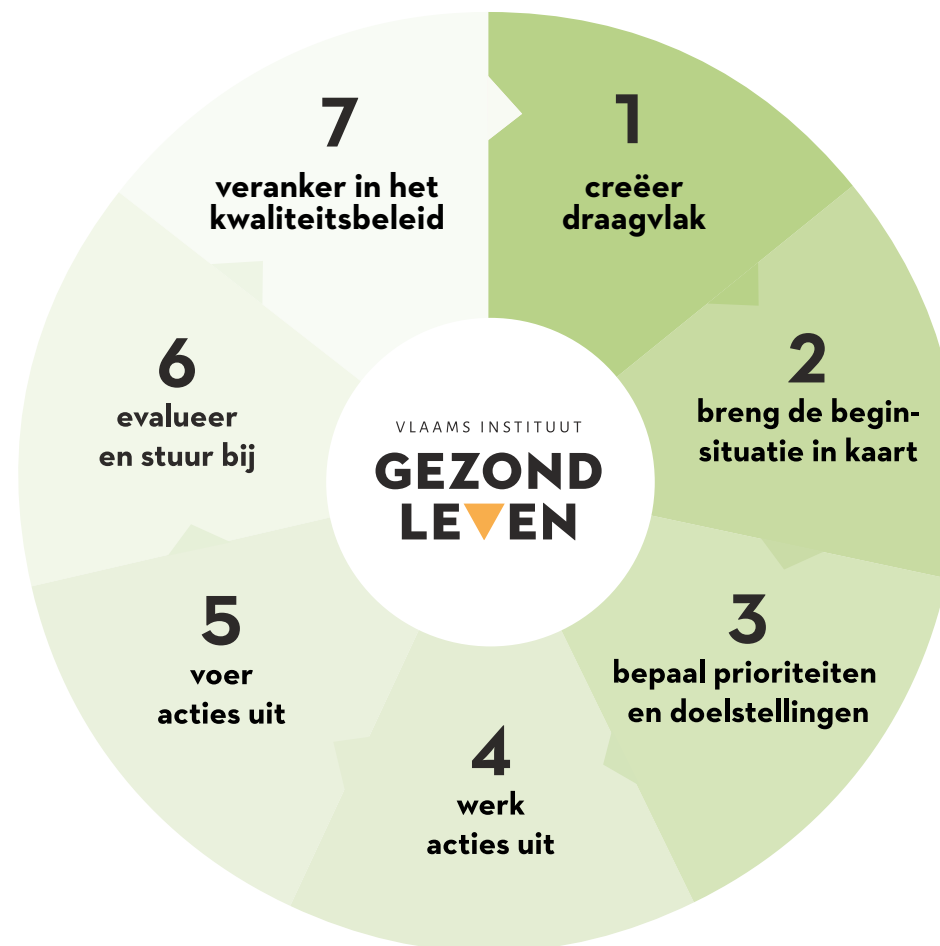 1
creëer
draagvlak
2
breng de begin-
situatie in kaart
3
bepaal prioriteiten
en doelstellingen
4
werk
acties uit
5
voer
acties uit
6
evalueer
en stuur bij
7
veranker in het
kwaliteitsbeleid
VLAAMS INSTITUUT
GEZOND
LEVEN